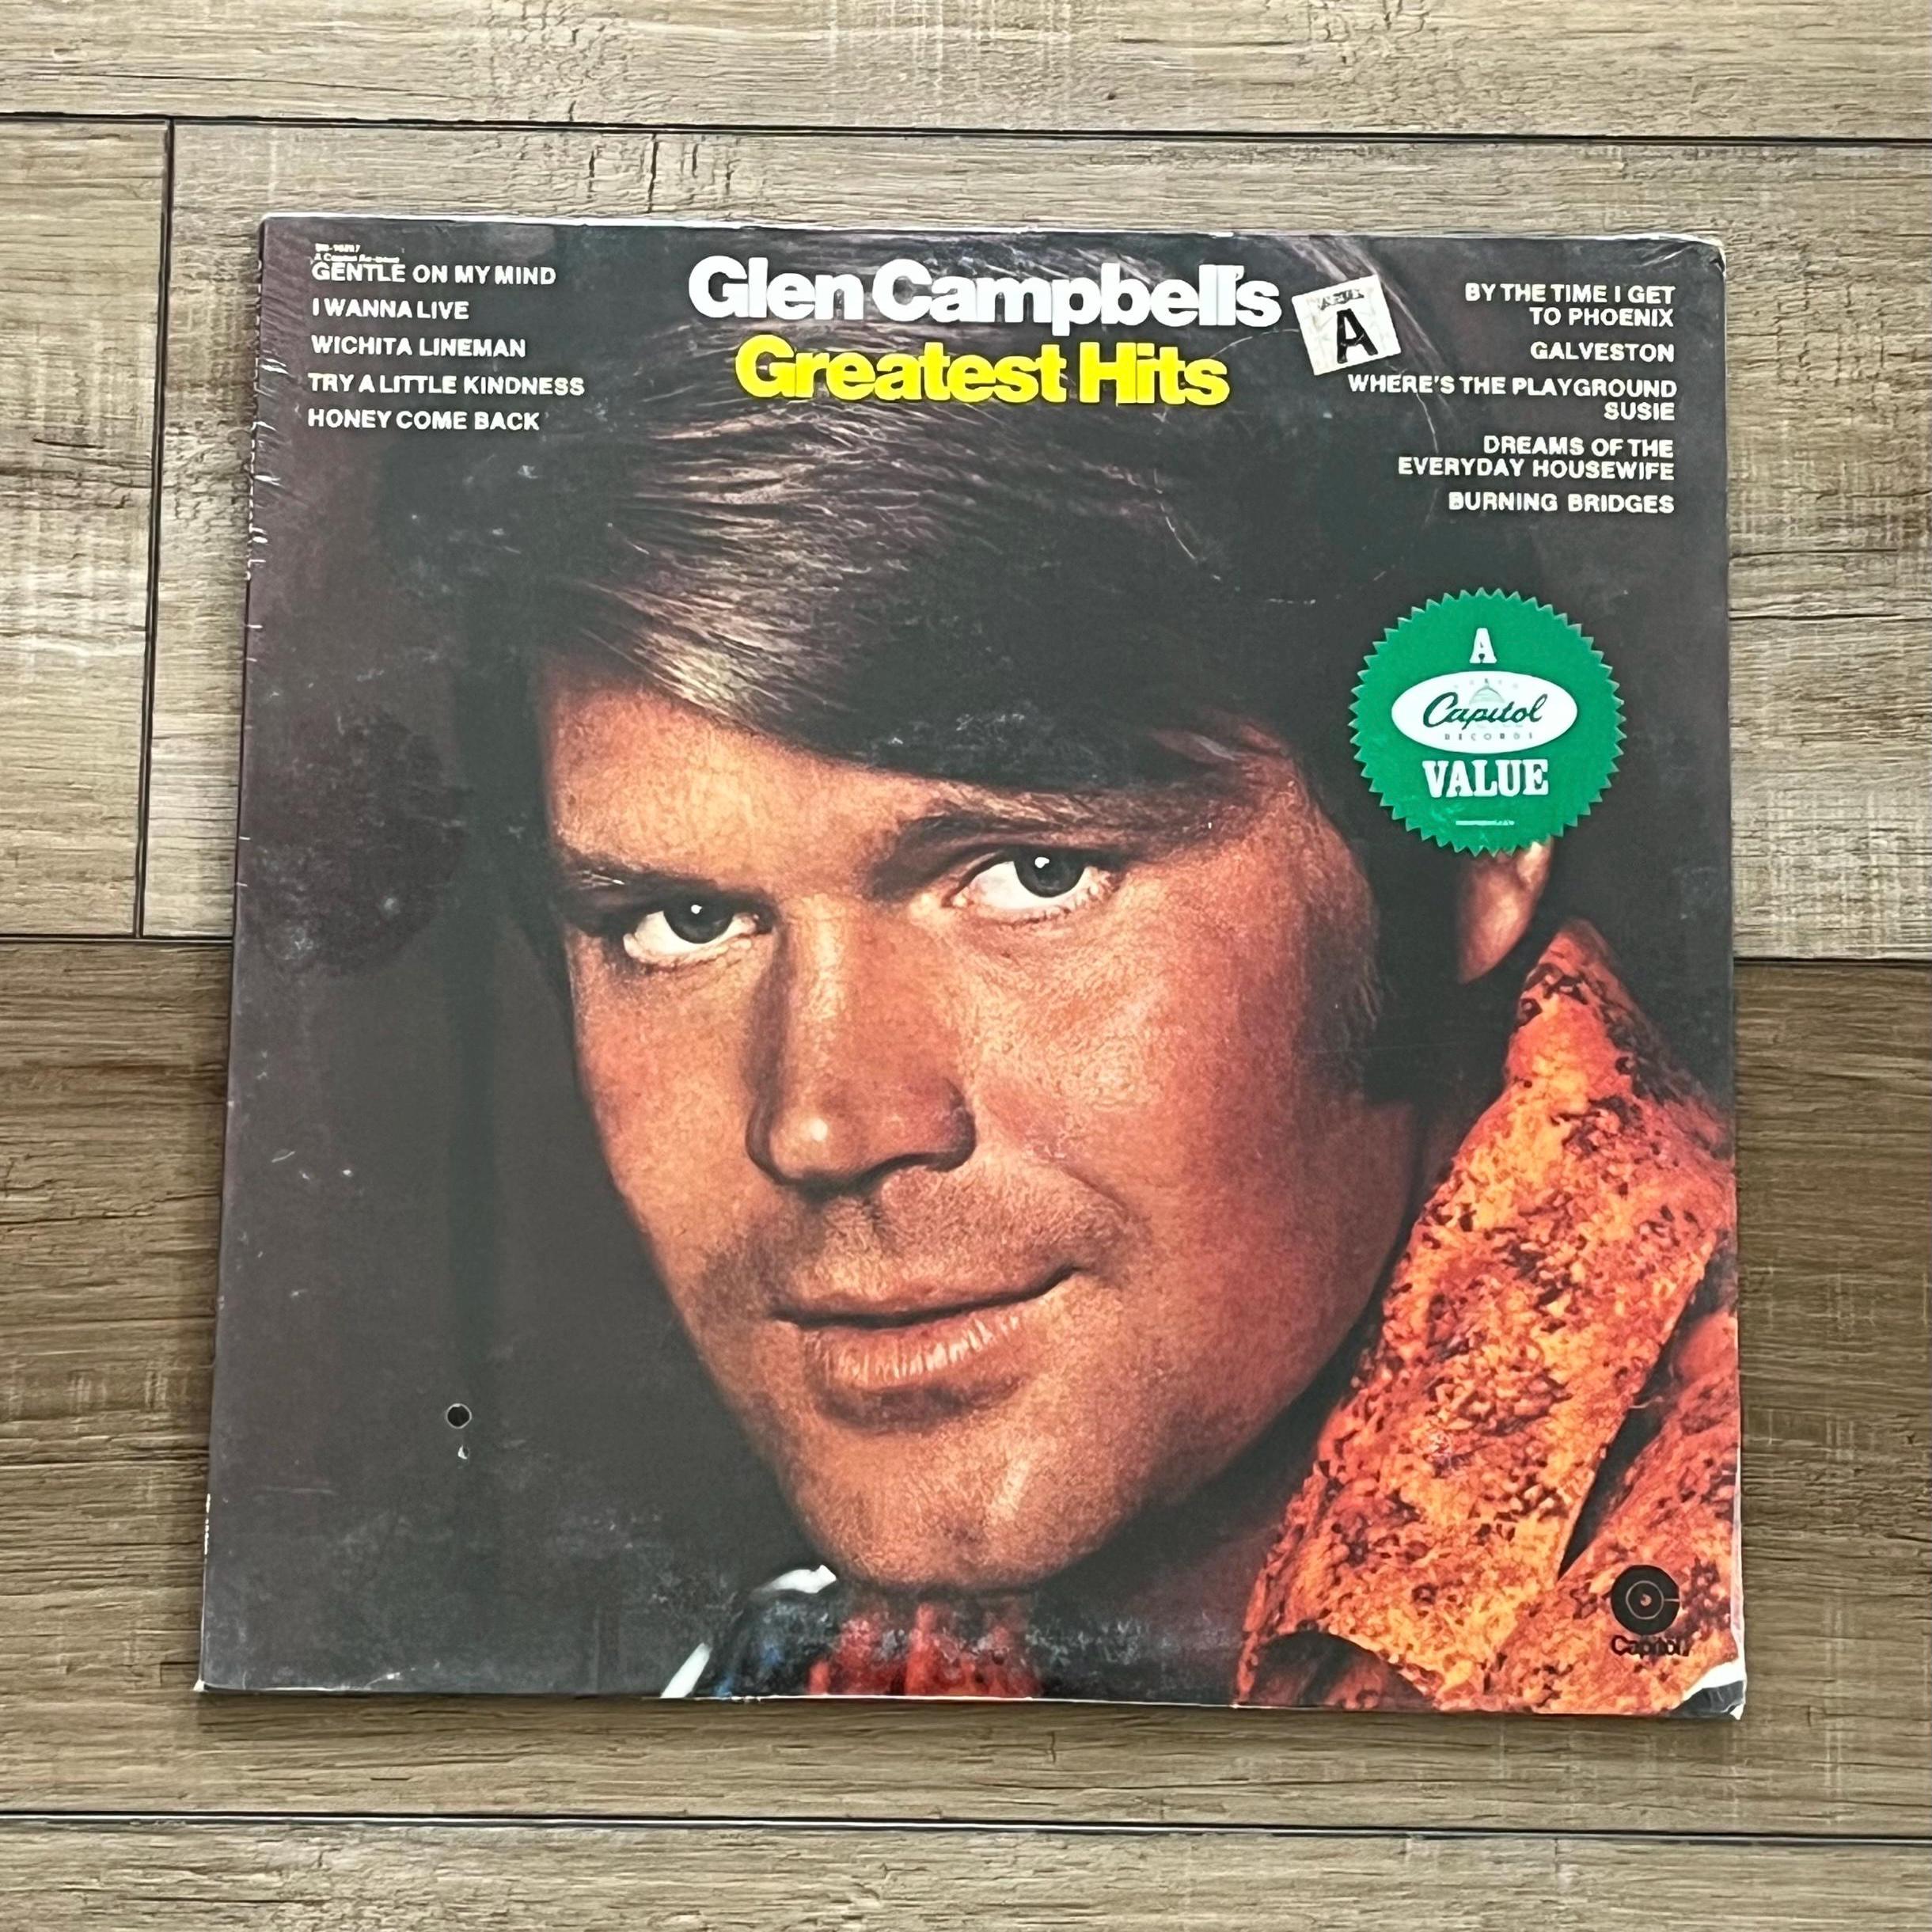 GENTLE ON MY MIND
I WANNA LIVE
WICHITA LINEMAN
TRY A LITTLE KINDNESS
HONEY COME BACK
Glen Campbell's
Greatest Hits
A
BY THE TIME I GET
TO PHOENIX
GALVESTON
WHERE'S THE PLAYGROUND
SUSIE
DREAMS OF THE
EVERYDAY HOUSEWIFE
BURNING BRIDGES
A
Capitol
RECORDS
VALUE
Capitol